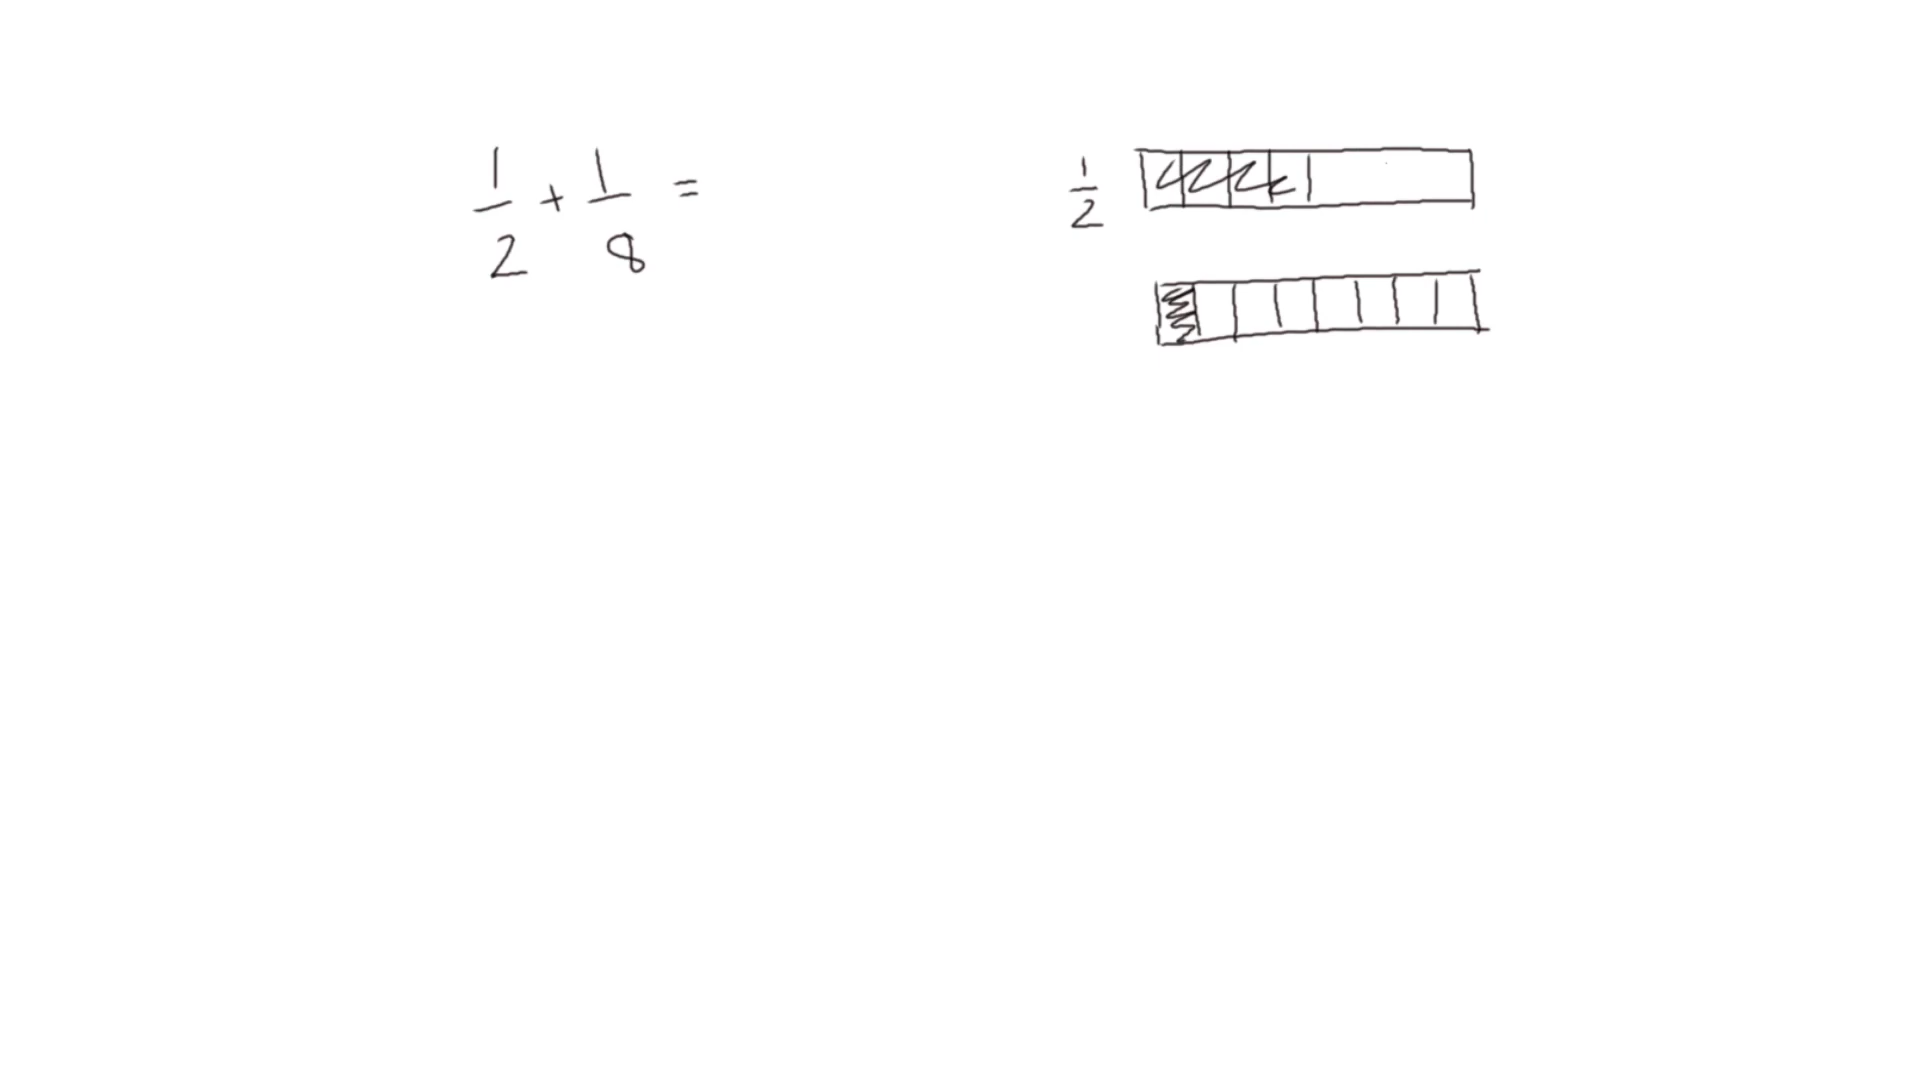 1/2 + 1/8 =
1/2